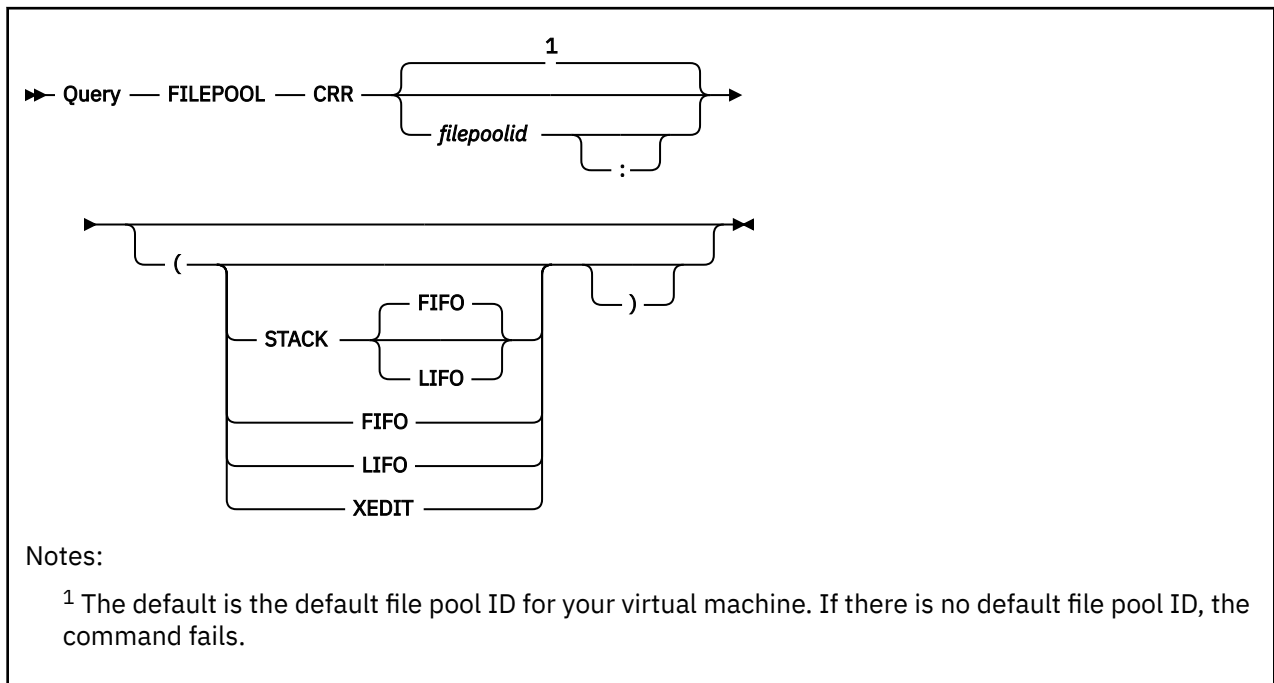 1
Query FILEPOOL CRR
filepoolid
:
(
FIFO
)
STACK
LIFO
FIFO
LIFO
XEDIT
Notes:
1 The default is the default file pool ID for your virtual machine. If there is no default file pool ID, the
command fails.